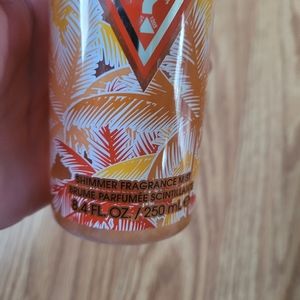 ?
SHIMMER FRAGRANCE MIST
BRUME PARFUMÉE SCINTILLANTE
8.4 FL. OZ. / 250 mL e